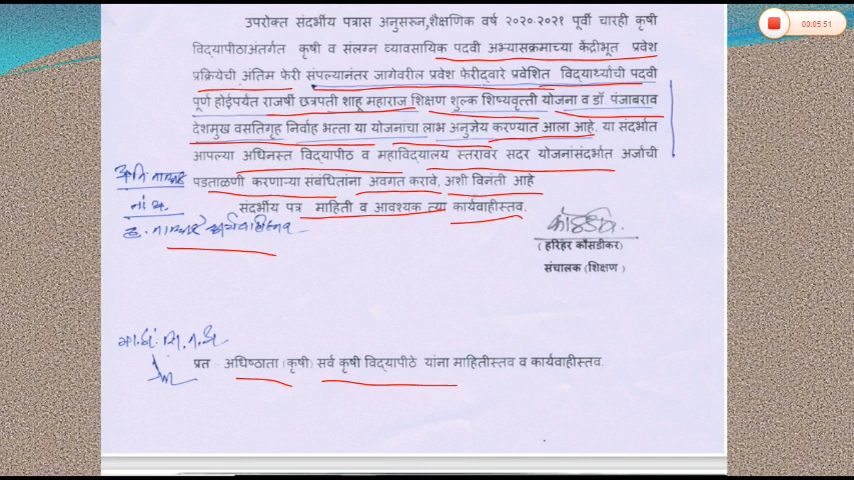 00:05:51
उपरोक्त संदर्भीय पत्रास अनुसरुन,शैक्षणिक वर्ष २०२०-२०२१ पूर्वी चारही कृषी
विद्यापीठाअंतर्गत कृषी व संलग्न व्यावसायिक पदवी अभ्यासक्रमाच्या केंद्रीभूत प्रवेश
प्रक्रियेची अंतिम फेरी संपल्यानंतर जागेवरील प्रवेश फेरीद्वारे प्रवेशित विद्यार्थ्यांची पदवी
पूर्ण होईपर्यंत राजर्षी छत्रपती शाहू महाराज शिक्षण शुल्क शिष्यवृत्ती योजना व डॉ. पंजाबराव
देशमुख वसतिगृह निर्वाह भत्ता या योजनांचा लाभ अनुज्ञेय करण्यात आला आहे. या संदर्भात
आपल्या अधिनस्त विद्यापीठ व महाविद्यालय स्तरावर सदर योजनांसंदर्भात अर्जाची
पडताळणी करणाऱ्या संबंधितांना अवगत करावे, अशी विनंती आहे
संदर्भीय पत्र माहिती व आवश्यक त्या कार्यवाहीस्तव.
(हरिहर कौसडीकर)
संचालक (शिक्षण)
प्रत :- अधिष्ठाता (कृषी) सर्व कृषी विद्यापीठे यांना माहितीस्तव व कार्यवाहीस्तव.